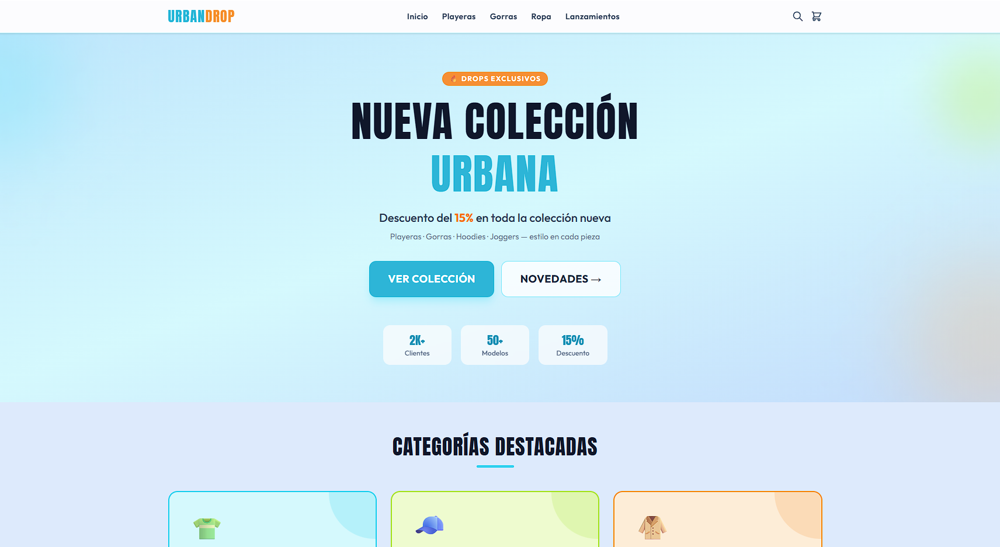 URBANDROP
Inicio Playeras Gorras Ropa Lanzamientos
DROPS EXCLUSIVOS
NUEVA COLECCIÓN
URBANA
Descuento del 15% en toda la colección nueva
Playeras · Gorras · Hoodies · Joggers — estilo en cada pieza
VER COLECCIÓN NOVEDADES →
2K+ 50+ 15%
Clientes Modelos Descuento
CATEGORÍAS DESTACADAS